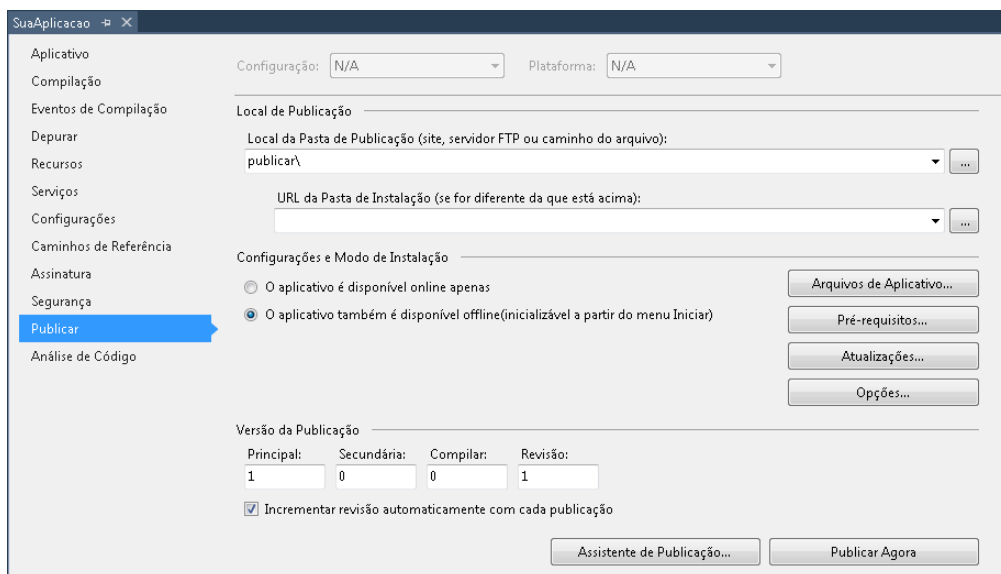 SuaAplicacao
Aplicativo
Compilação
Eventos de Compilação
Depurar
Recursos
Serviços
Configurações
Caminhos de Referência
Assinatura
Segurança
Publicar
Análise de Código
Configuração: N/A Plataforma: N/A
Local de Publicação
Local da Pasta de Publicação (site, servidor FTP ou caminho do arquivo):
publicar\ ...
URL da Pasta de Instalação (se for diferente da que está acima):
...
Configurações e Modo de Instalação
O aplicativo é disponível online apenas
O aplicativo também é disponível offline(inicializável a partir do menu Iniciar)
Arquivos de Aplicativo...
Pré-requisitos...
Atualizações...
Opções...
Versão da Publicação
Principal: Secundária: Compilar: Revisão:
1 0 0 1
Incrementar revisão automaticamente com cada publicação
Assistente de Publicação... Publicar Agora